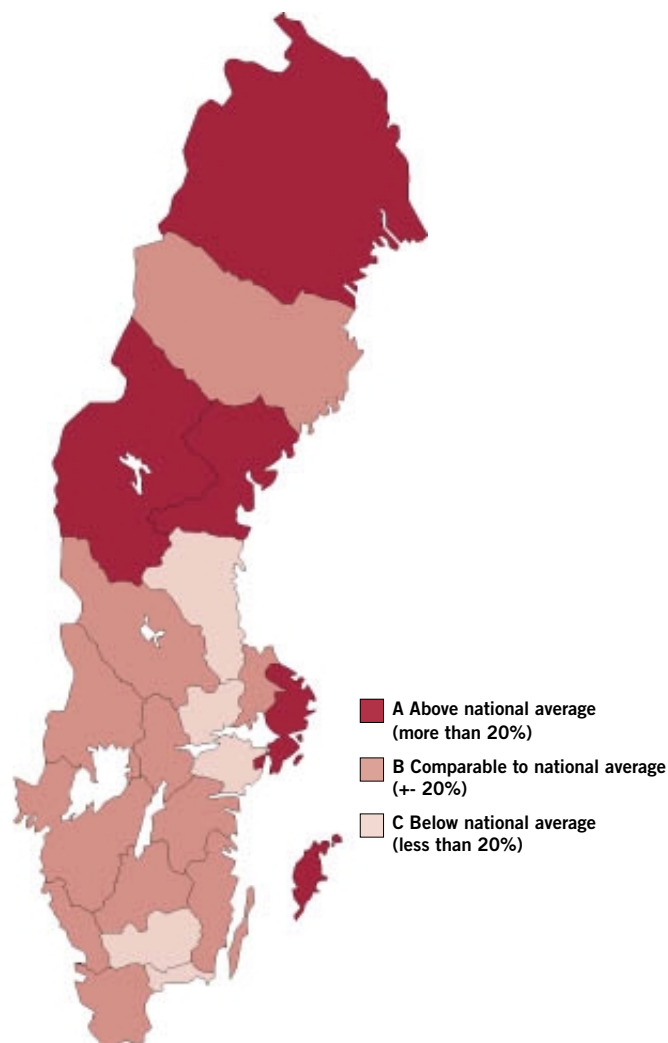 A Above national average
(more than 20%)
B Comparable to national average
(+- 20%)
C Below national average
(less than 20%)